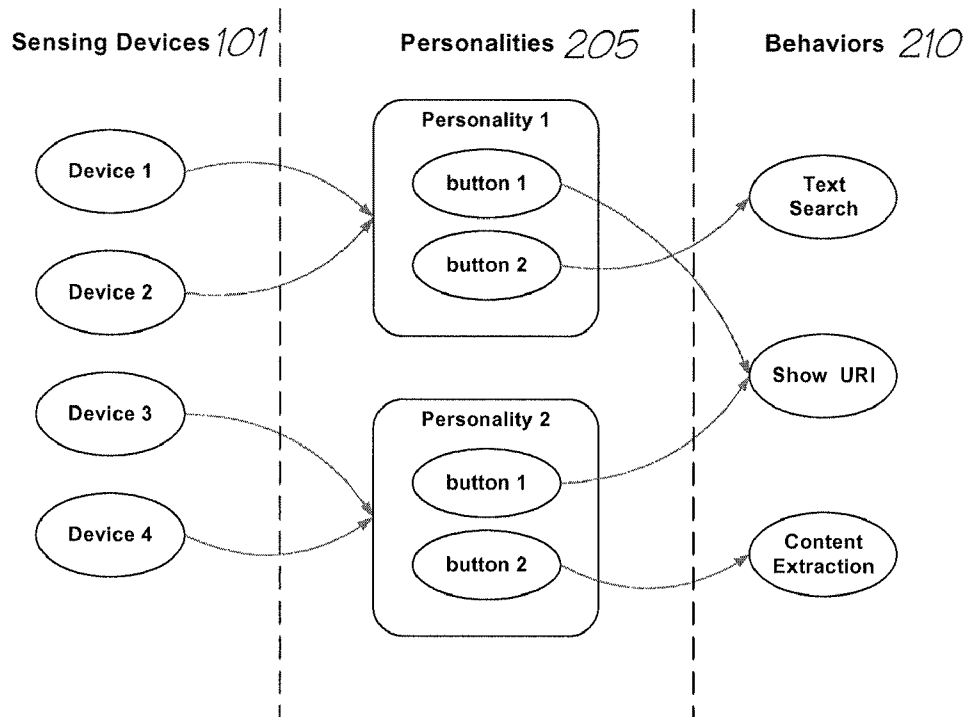 Sensing Devices 101
Personalities 205
Behaviors 210
Device 1
Device 2
Device 3
Device 4
Personality 1
button 1
button 2
Personality 2
button 1
button 2
Text
Search
Show URI
Content
Extraction